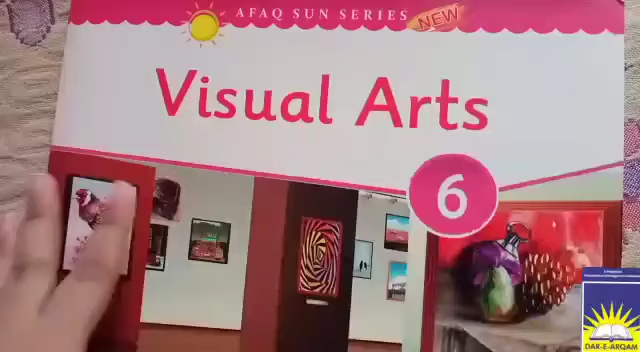 AFAQ SUN SERIES
NEW
Visual Arts
6
DAR-E-ARQAM